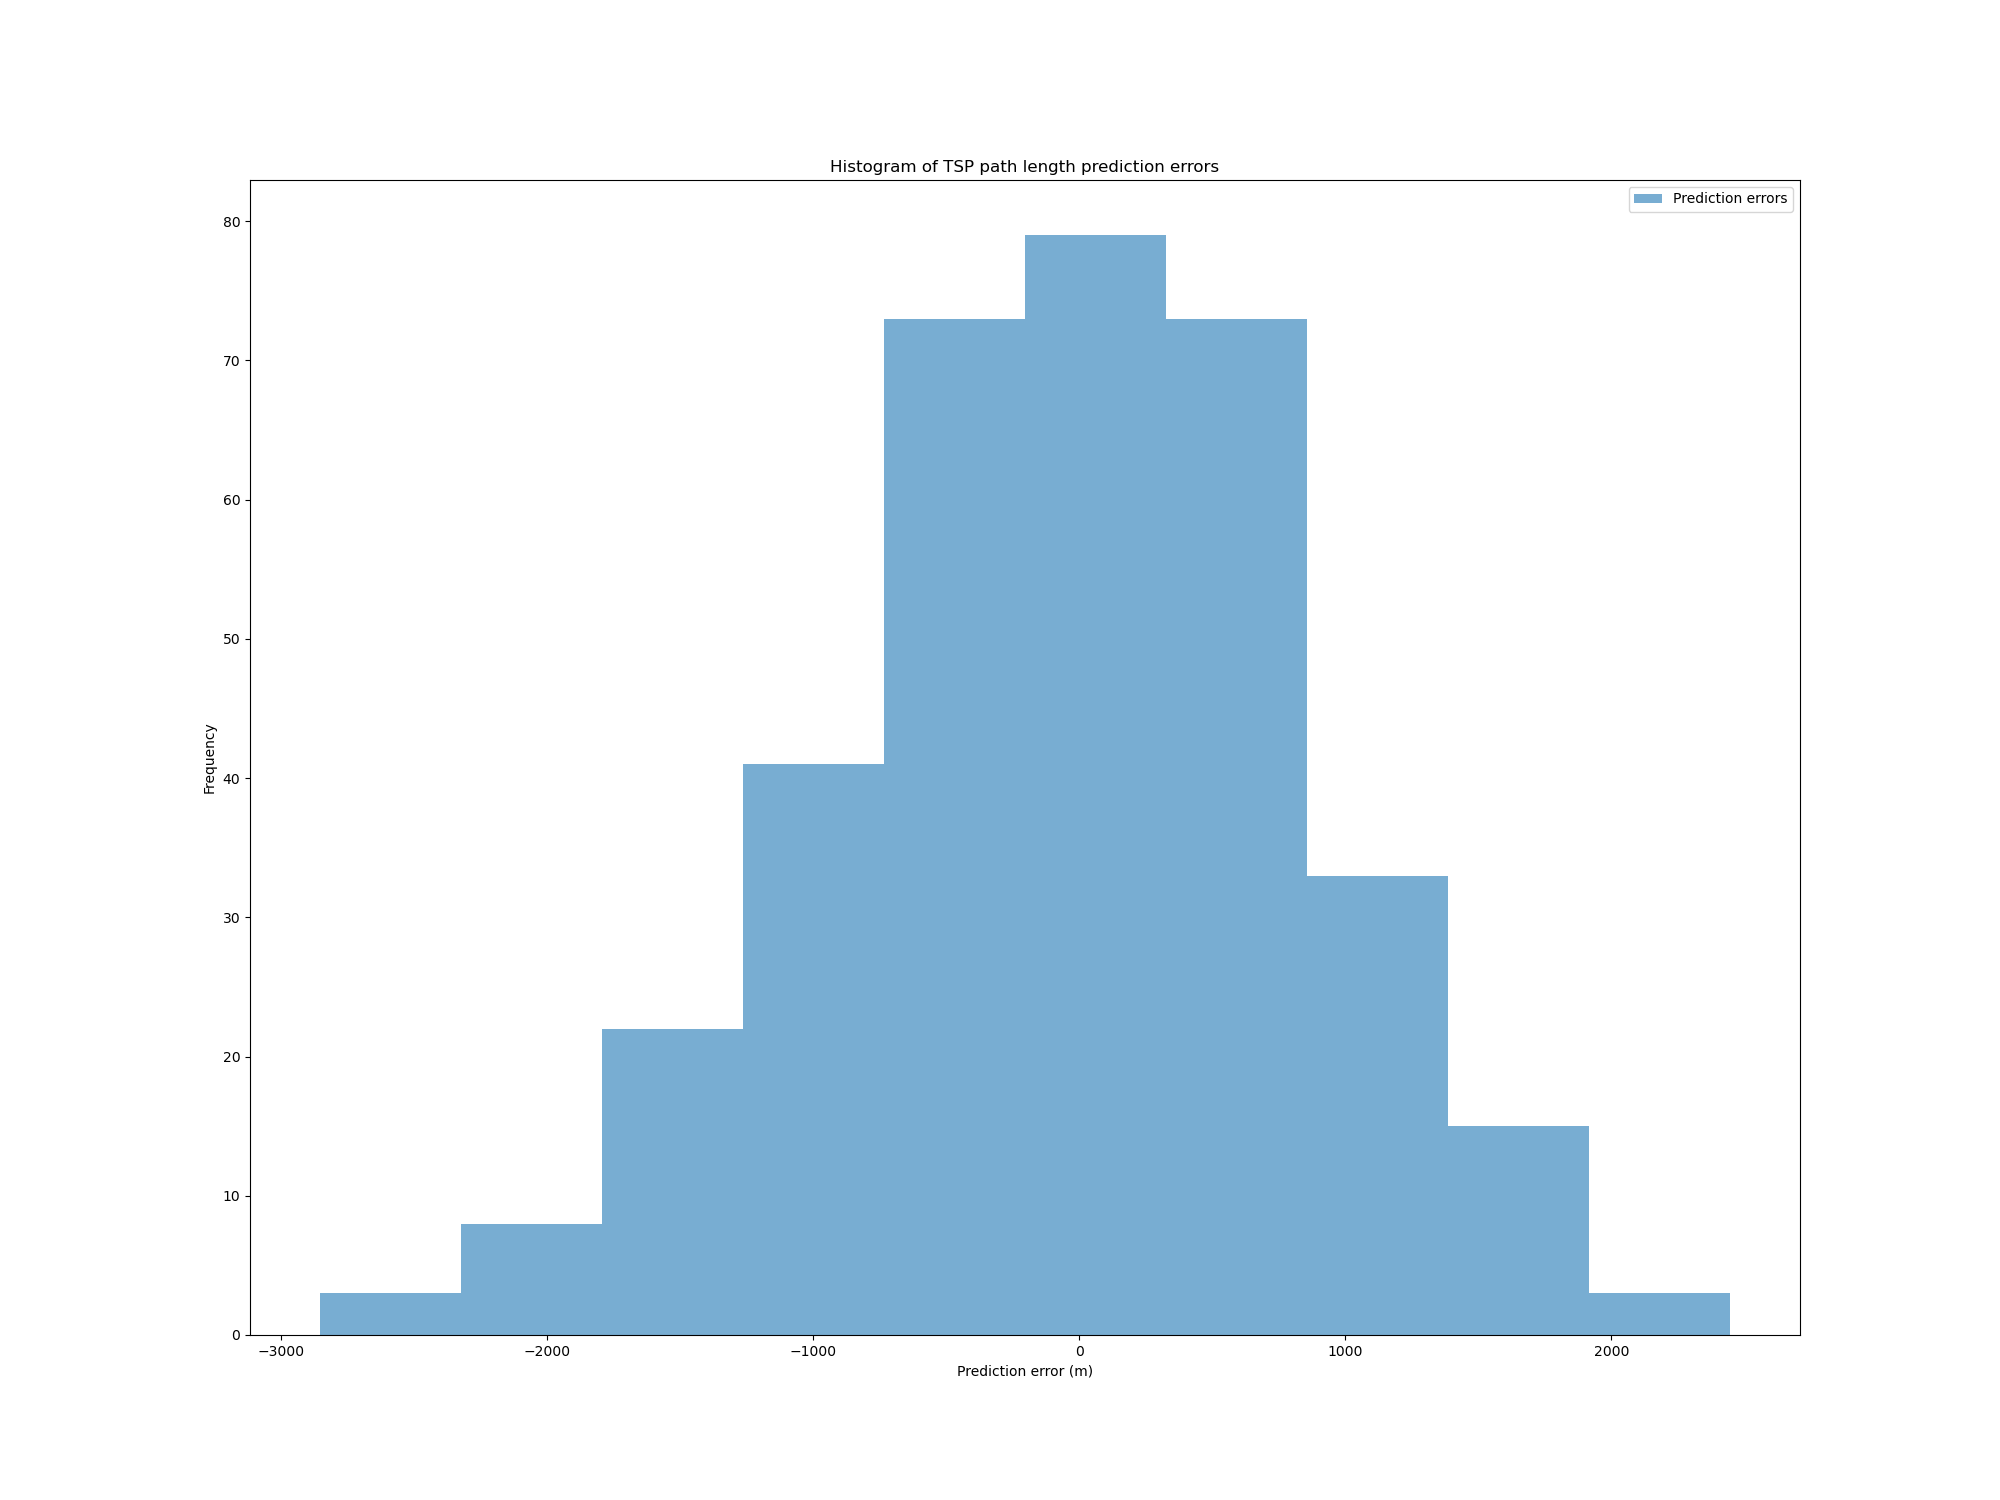 Histogram of TSP path length prediction errors
Prediction errors
80
70
60
50
40
30
20
10
0
Frequency
−3000 −2000 −1000 0 1000 2000
Prediction error (m)